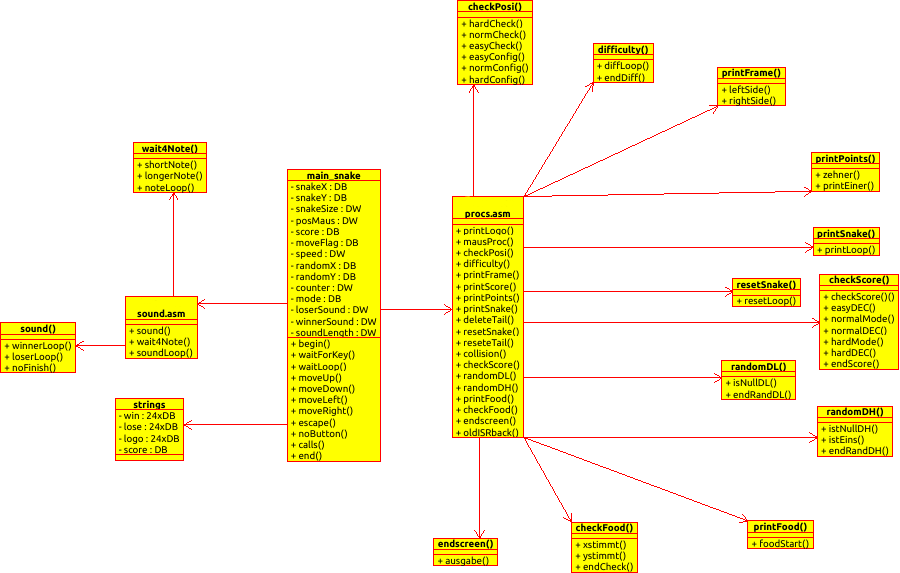 checkPosi()
+ hardCheck()
+ normCheck()
+ easyCheck()
+ easyConfig()
+ normConfig()
+ hardConfig()
difficulty()
+ diffLoop()
+ endDiff()
printFrame()
+ leftSide()
+ rightSide()
wait4Note()
+ shortNote()
+ longerNote()
+ noteLoop()
main_snake
- snakeX : DB
- snakeY : DB
- snakeSize : DW
- posMaus : DW
- score : DB
- moveFlag : DB
- speed : DW
- randomX : DB
- randomY : DB
- counter : DW
- mode : DB
- loserSound : DW
- winnerSound : DW
- soundLength : DW
+ begin()
+ waitForKey()
+ waitLoop()
+ moveUp()
+ moveDown()
+ moveLeft()
+ moveRight()
+ escape()
+ noButton()
+ calls()
+ end()
procs.asm
+ printLogo()
+ mausProc()
+ checkPosi()
+ difficulty()
+ printFrame()
+ printScore()
+ printPoints()
+ printSnake()
+ deleteTail()
+ resetSnake()
+ reseteTail()
+ collision()
+ checkScore()
+ randomDL()
+ randomDH()
+ printFood()
+ checkFood()
+ endscreen()
+ oldISRback()
printPoints()
+ zehner()
+ printEiner()
printSnake()
+ printLoop()
resetSnake()
+ resetLoop()
checkScore()
+ checkScore(()
+ easyDEC()
+ normalMode()
+ normalDEC()
+ hardMode()
+ hardDEC()
+ endScore()
sound.asm
+ sound()
+ wait4Note()
+ soundLoop()
sound()
+ winnerLoop()
+ loserLoop()
+ noFinish()
strings
- win : 24xDB
- lose : 24xDB
- logo : 24xDB
- score : DB
randomDL()
+ isNullDL()
+ endRandDL()
randomDH()
+ istNullDH()
+ istEins()
+ endRandDH()
endscreen()
+ ausgabe()
checkFood()
+ xstimmt()
+ ystimmt()
+ endCheck()
printFood()
+ foodStart()